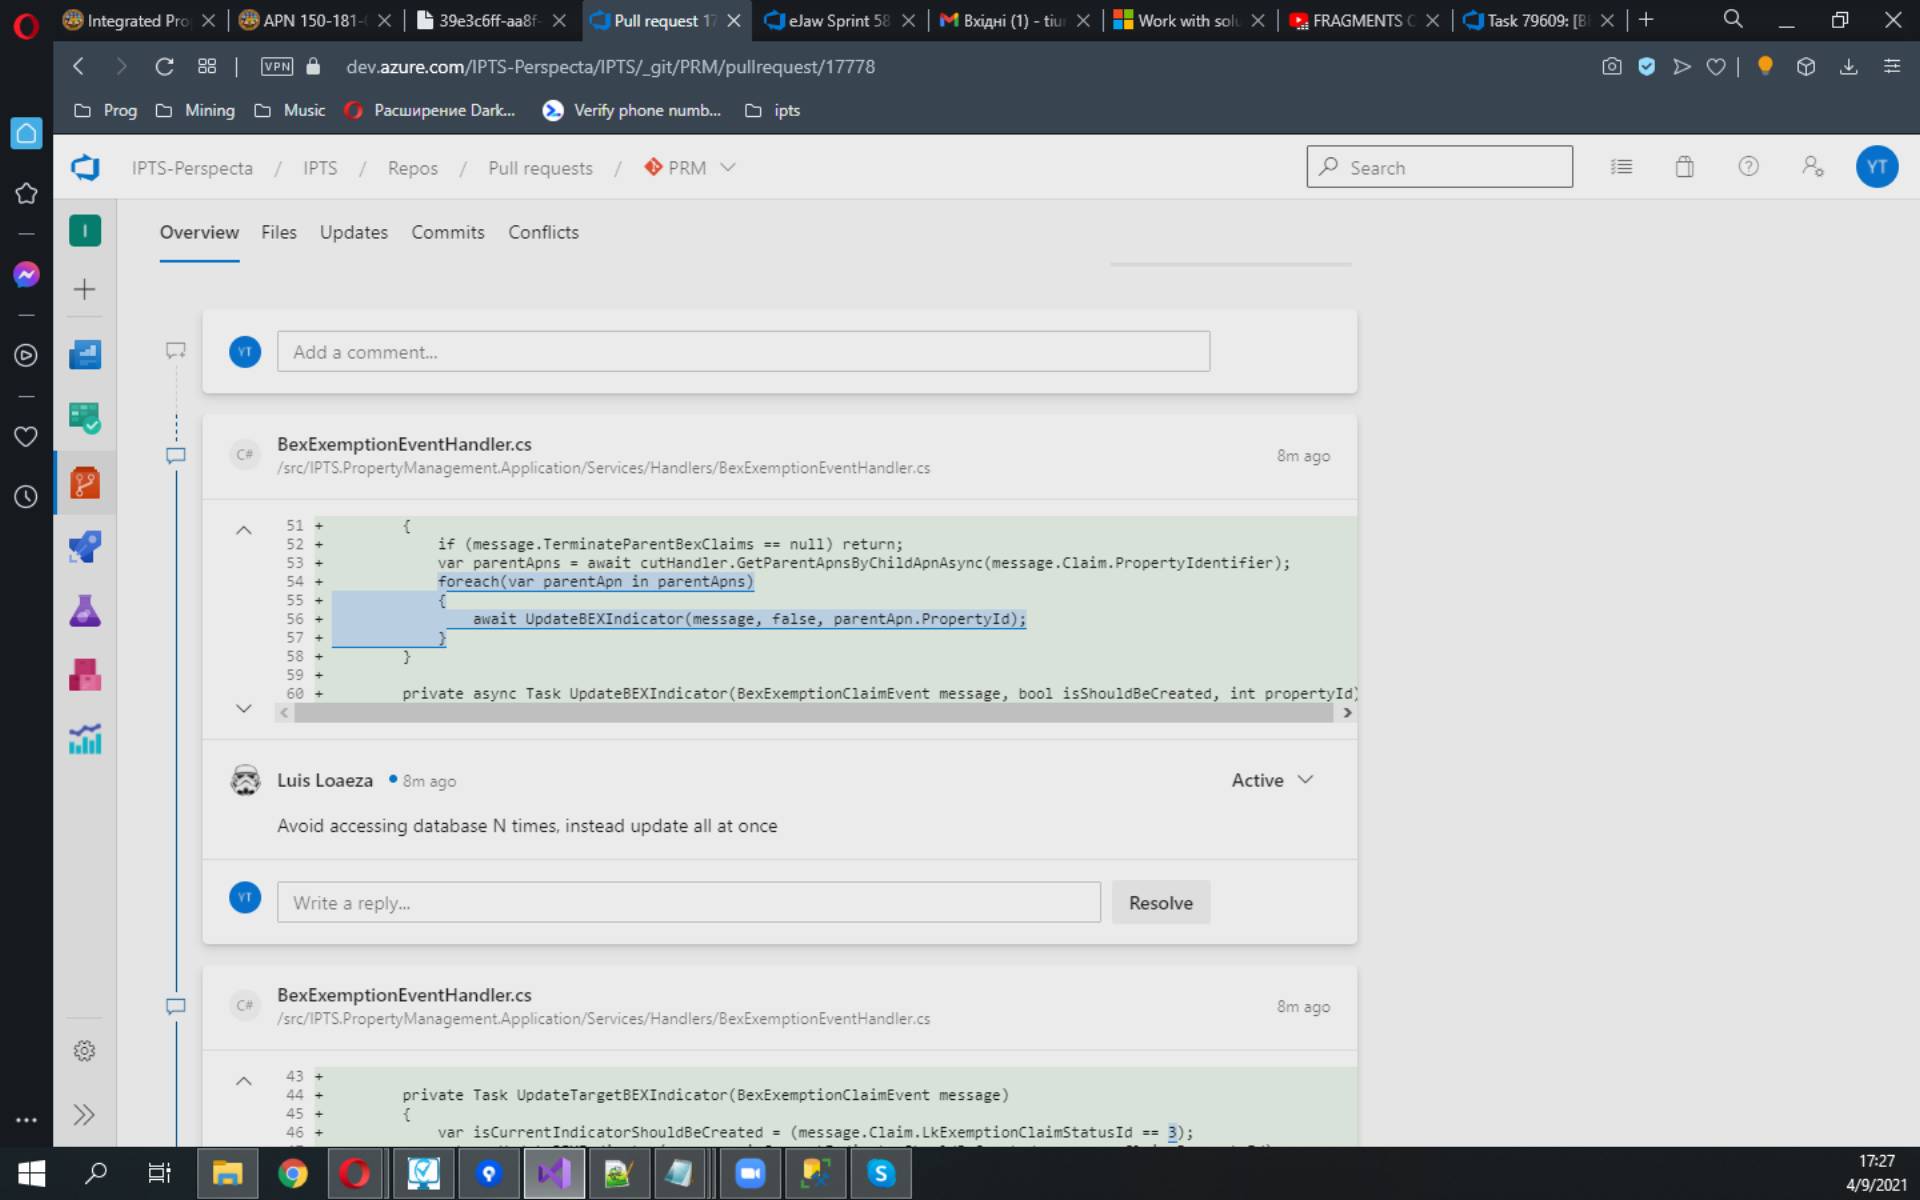 Integrated Pro
APN 150-181-
39e3c6ff-aa8f-
Pull request 17
eJaw Sprint 58
Вхідні (1) - tiur
Work with solu
FRAGMENTS
Task 79609: [B
VPN
dev.azure.com/IPTS-Perspecta/IPTS/_git/PRM/pullrequest/17778
Prog
Mining
Music
Расширение Dark...
Verify phone numb...
ipts
IPTS-Perspecta / IPTS / Repos / Pull requests / PRM
Search
YT
I
Overview
Files
Updates
Commits
Conflicts
YT
Add a comment...
C#
BexExemptionEventHandler.cs
/src/IPTS.PropertyManagement.Application/Services/Handlers/BexExemptionEventHandler.cs
8m ago
51 + {
52 + if (message.TerminateParentBexClaims == null) return;
53 + var parentApns = await cutHandler.GetParentApnsByChildApnAsync(message.Claim.PropertyIdentifier);
54 + foreach(var parentApn in parentApns)
55 + {
56 + await UpdateBEXIndicator(message, false, parentApn.PropertyId);
57 + }
58 + }
59 +
60 + private async Task UpdateBEXIndicator(BexExemptionClaimEvent message, bool isShouldBeCreated, int propertyId)
Luis Loaeza
8m ago
Active
Avoid accessing database N times, instead update all at once
YT
Write a reply...
Resolve
C#
BexExemptionEventHandler.cs
/src/IPTS.PropertyManagement.Application/Services/Handlers/BexExemptionEventHandler.cs
8m ago
43 +
44 + private Task UpdateTargetBEXIndicator(BexExemptionClaimEvent message)
45 + {
46 + var isCurrentIndicatorShouldBeCreated = (message.Claim.LkExemptionClaimStatusId == 3);
17:27
4/9/2021